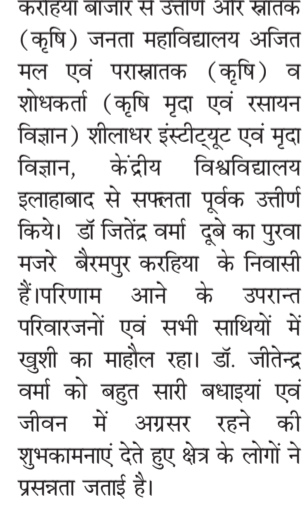 करहिया बाजार से उत्तीर्ण और स्नातक
(कृषि) जनता महाविद्यालय अजित
मल एवं परास्नातक (कृषि) व
शोधकर्ता (कृषि मृदा एवं रसायन
विज्ञान) शीलाधर इंस्टीट्यूट एवं मृदा
विज्ञान, केंद्रीय विश्वविद्यालय
इलाहाबाद से सफलता पूर्वक उत्तीर्ण
किये। डॉ जितेंद्र वर्मा दूबे का पुरवा
मजरे बैरमपुर करहिया के निवासी
हैं।परिणाम आने के उपरान्त
परिवारजनों एवं सभी साथियों में
खुशी का माहौल रहा। डॉ. जीतेन्द्र
वर्मा को बहुत सारी बधाइयां एवं
जीवन में अग्रसर रहने की
शुभकामनाएं देते हुए क्षेत्र के लोगों ने
प्रसन्नता जताई है।